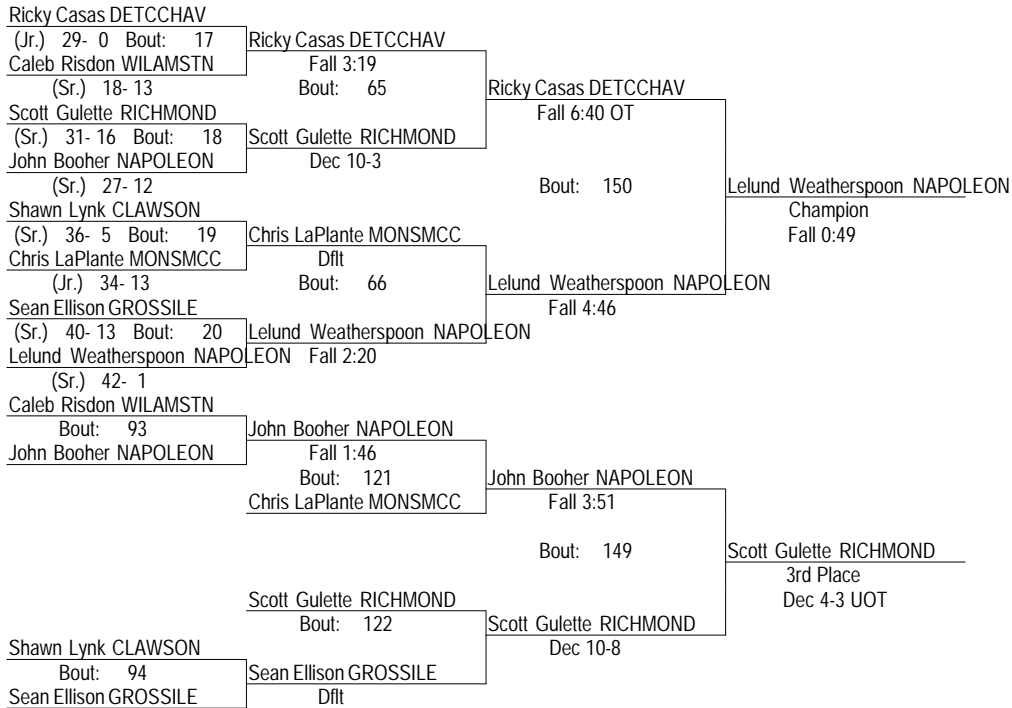 Ricky Casas DETCCHAV
(Jr.) 29- 0 Bout: 17
Ricky Casas DETCCHAV
Caleb Risdon WILAMSTN
Fall 3:19
(Sr.) 18- 13
Bout: 65
Ricky Casas DETCCHAV
Scott Gulette RICHMOND
Fall 6:40 OT
(Sr.) 31- 16 Bout: 18
Scott Gulette RICHMOND
John Booher NAPOLEON
Dec 10-3
(Sr.) 27- 12
Bout: 150
Lelund Weatherspoon NAPOLEON
Shawn Lynk CLAWSON
Champion
(Sr.) 36- 5 Bout: 19
Chris LaPlante MONSMCC
Fall 0:49
Chris LaPlante MONSMCC
Dflt
(Jr.) 34- 13
Bout: 66
Lelund Weatherspoon NAPOLEON
Sean Ellison GROSSILE
Fall 4:46
(Sr.) 40- 13 Bout: 20
Lelund Weatherspoon NAPOLEON
Lelund Weatherspoon NAPOLEON
Fall 2:20
(Sr.) 42- 1
Caleb Risdon WILAMSTN
Bout: 93
John Booher NAPOLEON
John Booher NAPOLEON
Fall 1:46
Bout: 121
John Booher NAPOLEON
Chris LaPlante MONSMCC
Fall 3:51
Bout: 149
Scott Gulette RICHMOND
3rd Place
Scott Gulette RICHMOND
Dec 4-3 UOT
Bout: 122
Scott Gulette RICHMOND
Shawn Lynk CLAWSON
Dec 10-8
Bout: 94
Sean Ellison GROSSILE
Sean Ellison GROSSILE
Dflt